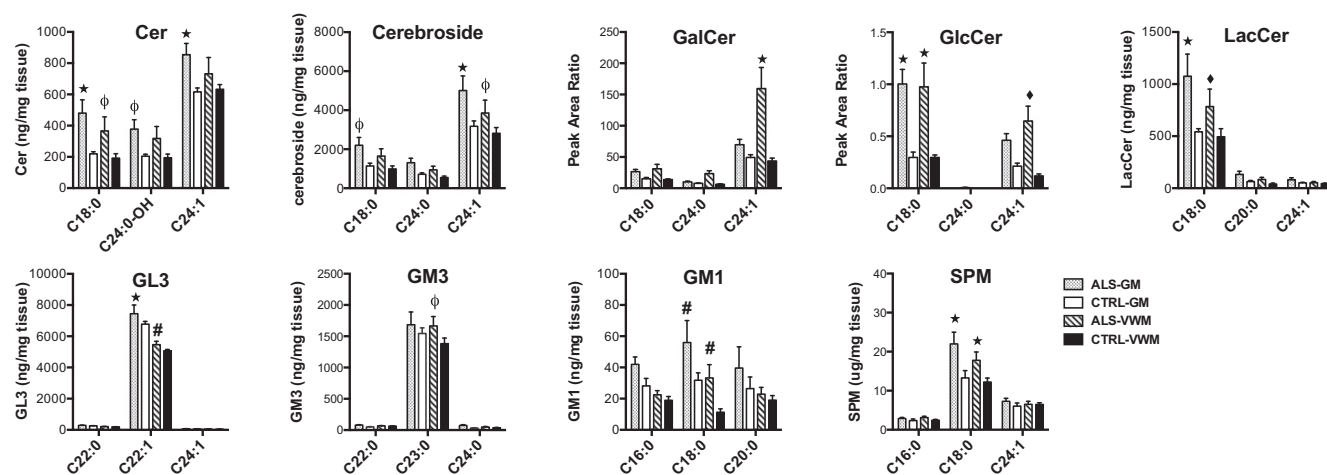 Cer
Cer (ng/mg tissue)
1000
800
600
400
200
0
★
ϕ
ϕ
★
C18:0
C24:0-OH
C24:1
Cerebroside
cerebroside (ng/mg tissue)
8000
6000
4000
2000
0
ϕ
★
ϕ
C18:0
C24:0
C24:1
GalCer
Peak Area Ratio
250
200
150
100
50
0
★
C18:0
C24:0
C24:1
GlcCer
Peak Area Ratio
1.5
1.0
0.5
0.0
★
★
♦
C18:0
C24:0
C24:1
LacCer
LacCer (ng/mg tissue)
1500
1000
500
0
★
♦
C18:0
C20:0
C24:1
GL3
GL3 (ng/mg tissue)
10000
8000
6000
4000
2000
0
★
#
C22:0
C22:1
C24:1
GM3
GM3 (ng/mg tissue)
2500
2000
1500
1000
500
0
ϕ
C22:0
C23:0
C24:0
GM1
GM1 (ng/mg tissue)
100
80
60
40
20
0
#
#
C16:0
C18:0
C20:0
SPM
SPM (ug/mg tissue)
40
30
20
10
0
★
★
C16:0
C18:0
C24:1
ALS-GM
CTRL-GM
ALS-VWM
CTRL-VWM